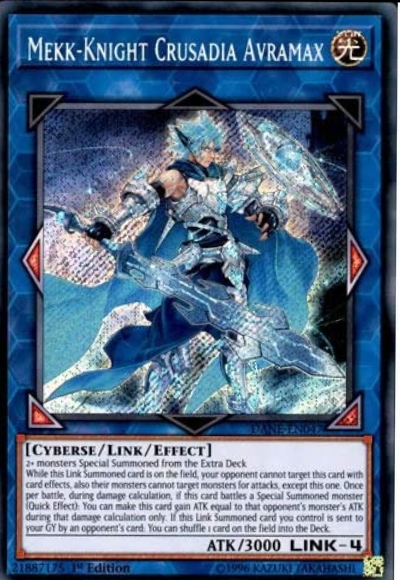 MEKK-KNIGHT CRUSADIA AVRAMAX
光
DANE-EN047
[CYBERSE/LINK/EFFECT]
2+ monsters Special Summoned from the Extra Deck
While this Link Summoned card is on the field, your opponent cannot target this card with
card effects, also their monsters cannot target monsters for attacks, except this one. Once
per battle, during damage calculation, if this card battles a Special Summoned monster
(Quick Effect): You can make this card gain ATK equal to that opponent's monster's ATK
during that damage calculation only. If this Link Summoned card you control is sent to
your GY by an opponent's card: You can shuffle 1 card on the field into the Deck.
ATK/3000 LINK-4
21887175 1st Edition
©1996 KAZUKI TAKAHASHI